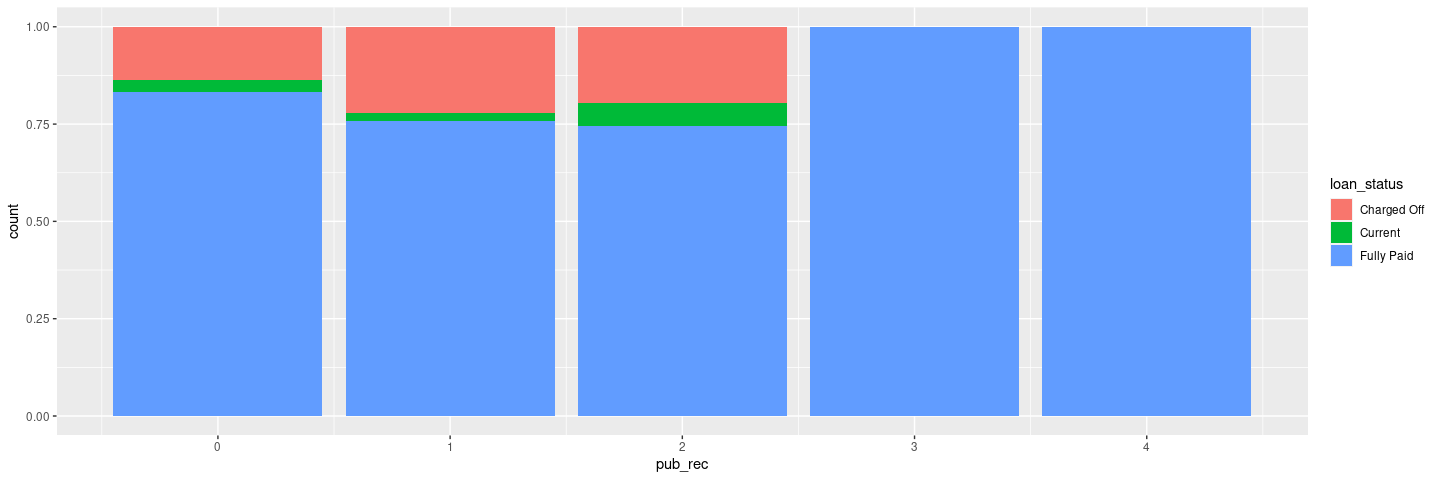 1.00
0.75
0.50
0.25
0.00
count
0 1 2 3 4
pub_rec
loan_status
Charged Off
Current
Fully Paid